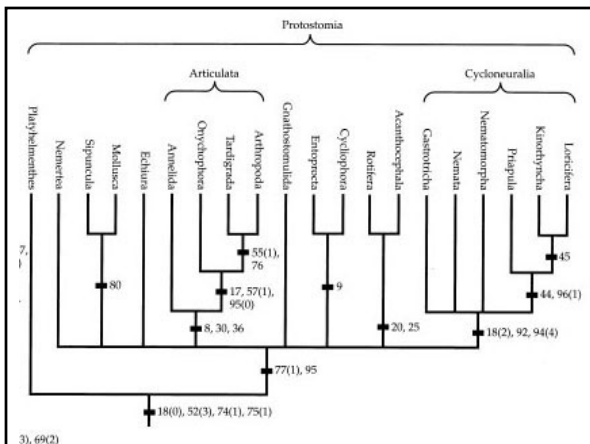 Protostomia
Articulata
Cycloneuralia
Platyhelmenthes
Nemertea
Sipuncula
Mollusca
Echiura
Annelida
Onychophora
Tardigrada
Arthropoda
Gnathostomulida
Entoprocta
Cycliophora
Rotifera
Acanthocephala
Gastrotricha
Nemata
Nematomorpha
Priapula
Kinorhyncha
Loricifera
7,
)
55(1),
76
45
80
17, 57(1),
95(0)
9
44, 96(1)
8, 30, 36
20, 25
18(2), 92, 94(4)
77(1), 95
18(0), 52(3), 74(1), 75(1)
3), 69(2)